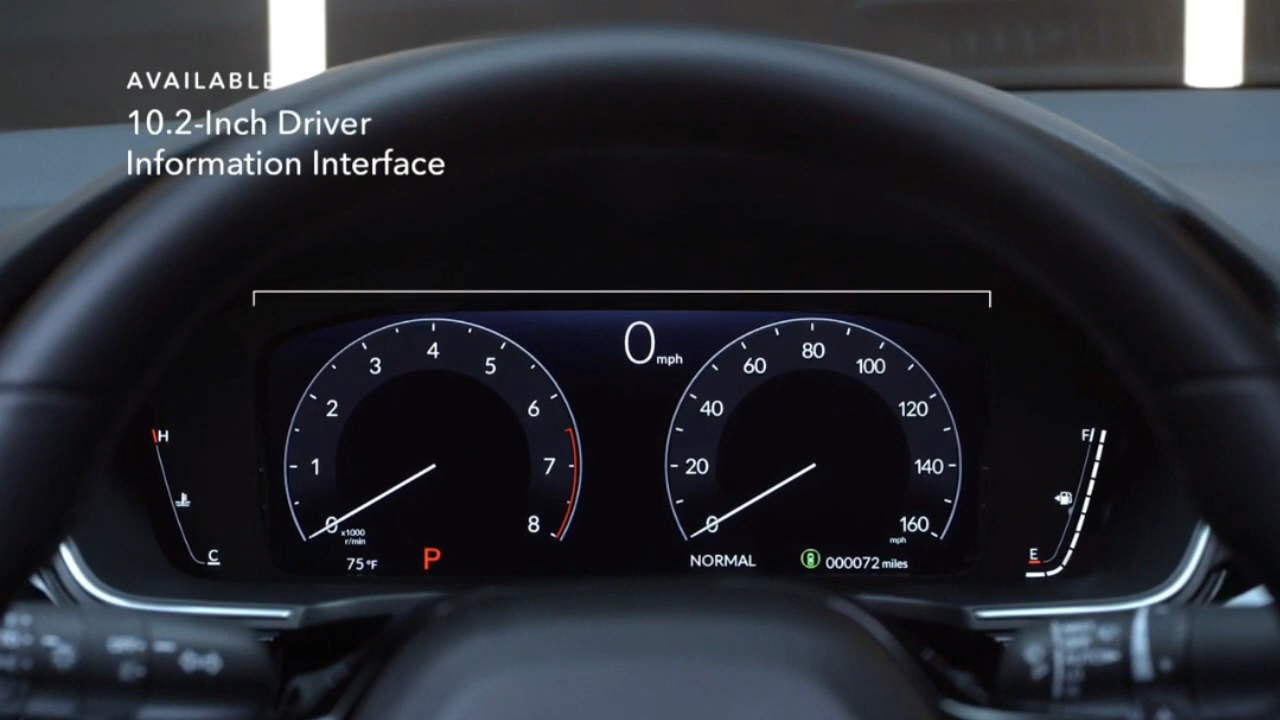 AVAILABLE
10.2-Inch Driver
Information Interface
0 mph
4
3
5
2
6
1
7
0
8
x1000
r/min
80
60
100
40
120
20
140
0
160
mph
H
C
F
E
75°F
P
NORMAL
000072 miles